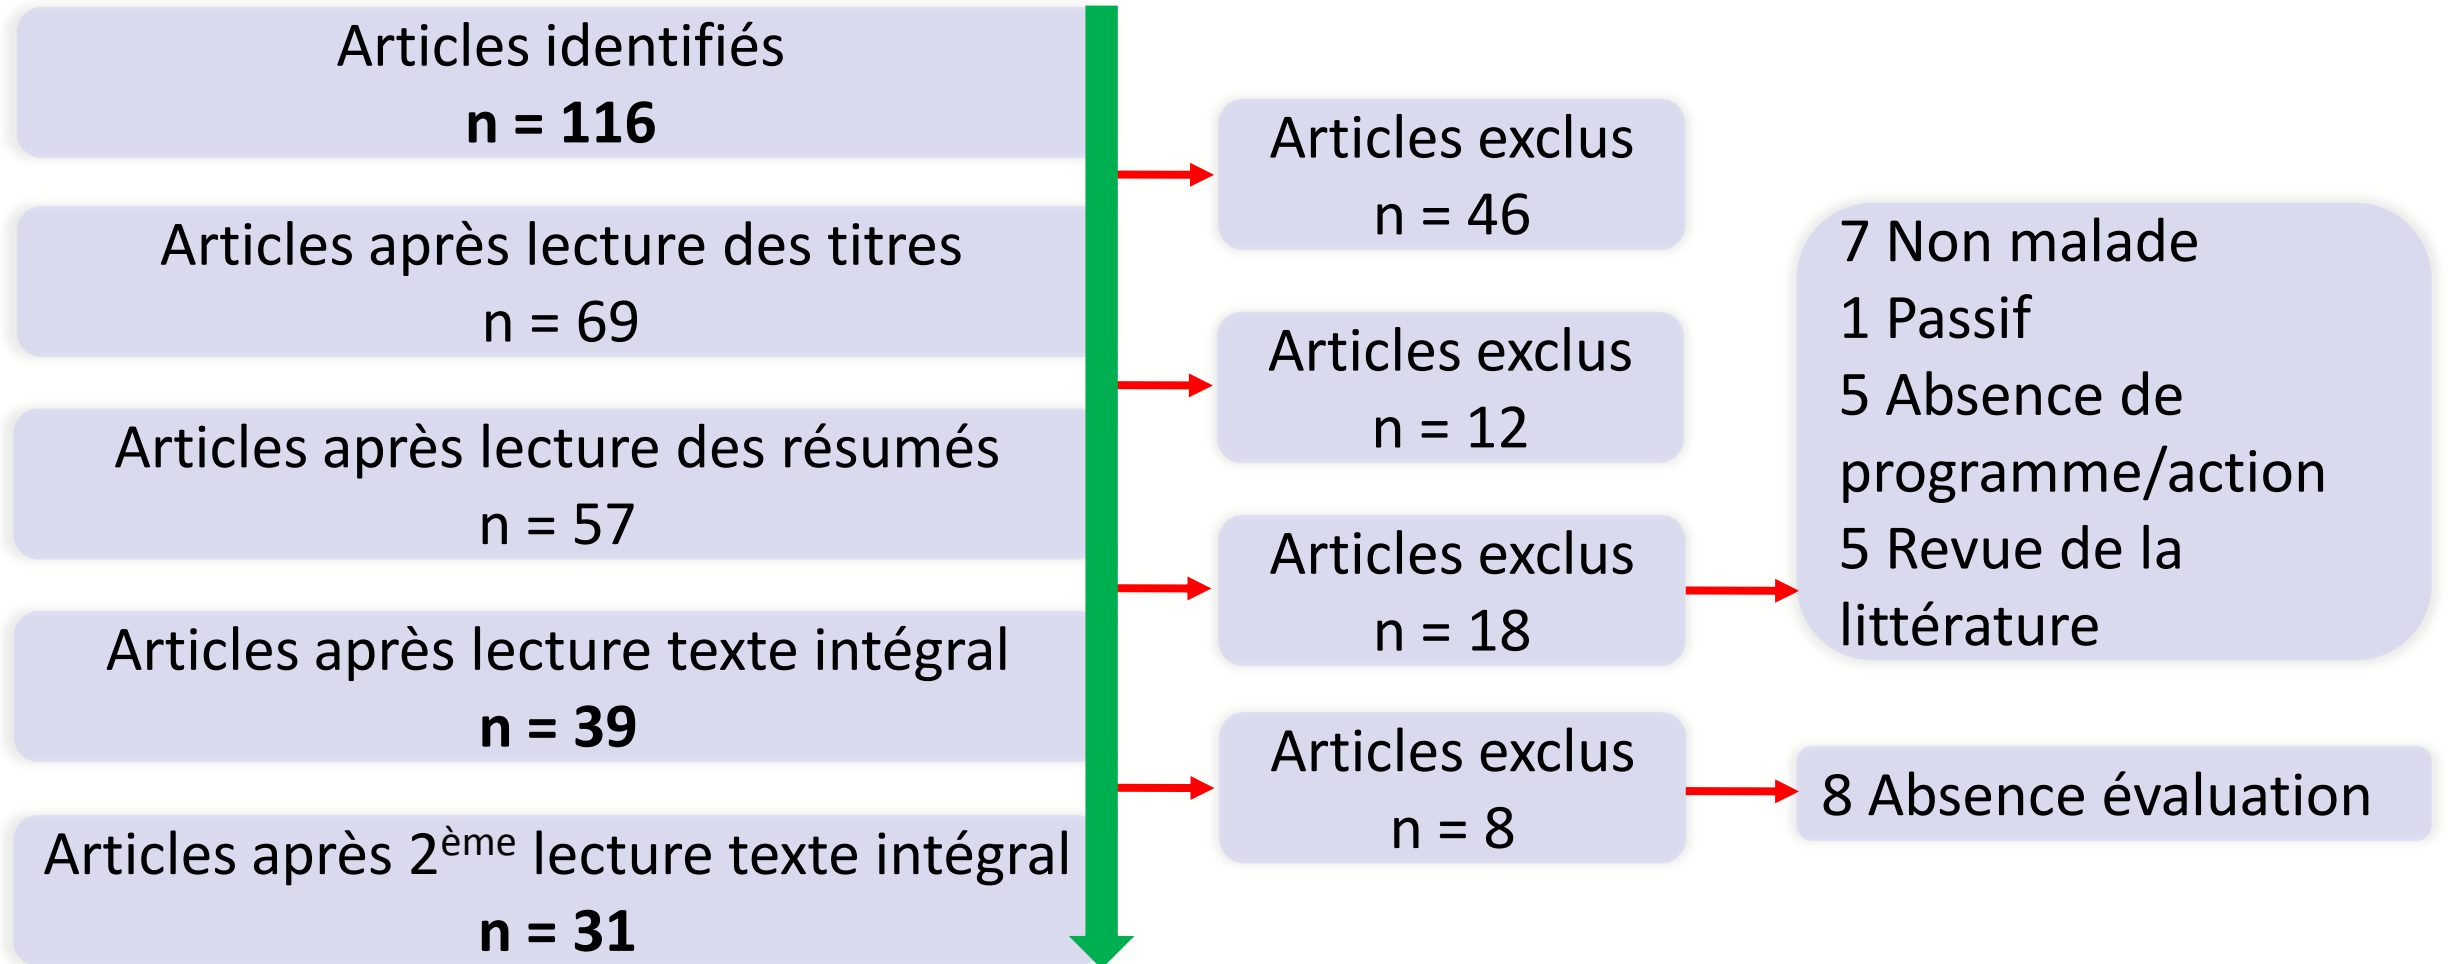 Articles identifiés
n = 116
Articles exclus
n = 46
Articles après lecture des titres
n = 69
Articles exclus
n = 12
Articles après lecture des résumés
n = 57
Articles exclus
n = 18
7 Non malade
1 Passif
5 Absence de
programme/action
5 Revue de la
littérature
Articles après lecture texte intégral
n = 39
Articles exclus
n = 8
8 Absence évaluation
Articles après 2ème lecture texte intégral
n = 31